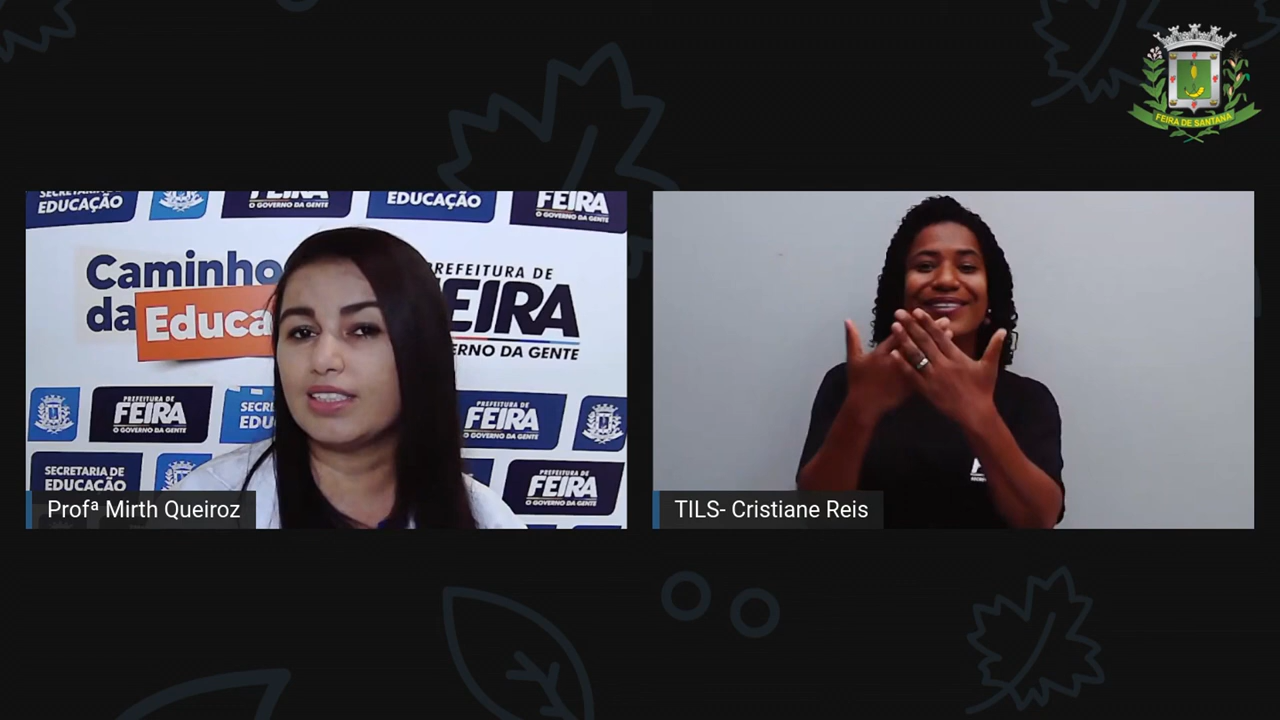 FEIRA DE SANTANA
SECRETARIA DE
EDUCAÇÃO
FEIRA
O GOVERNO DA GENTE
EDUCAÇÃO
FEIRA
O GOVERNO DA GENTE
Caminho
da Educa
PREFEITURA DE
EIRA
ERNO DA GENTE
PREFEITURA DE
FEIRA
O GOVERNO DA GENTE
SECRE
EDU
PREFEITURA DE
FEIRA
O GOVERNO DA GENTE
SECRETARIA DE
EDUCAÇÃO
PREFEITURA DE
FEIRA
O GOVERNO DA GENTE
Profª Mirth Queiroz
TILS- Cristiane Reis